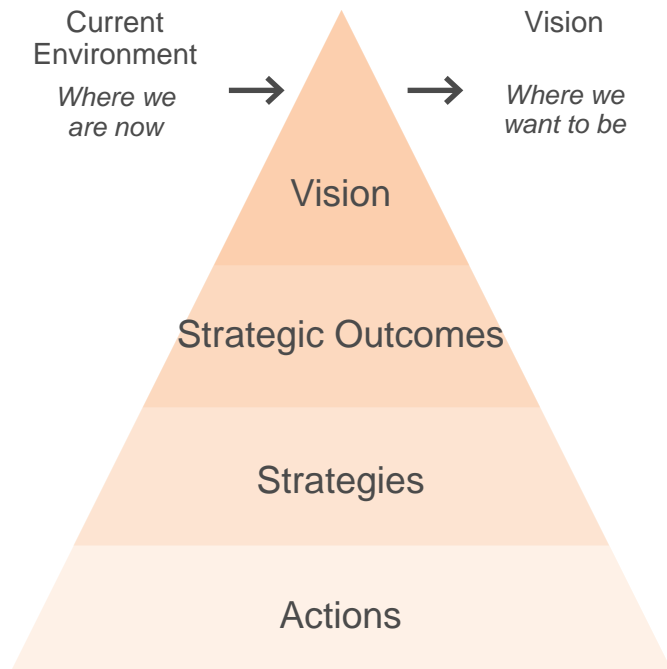 Current
Environment
Where we
are now
Vision
Where we
want to be
Vision
Strategic Outcomes
Strategies
Actions